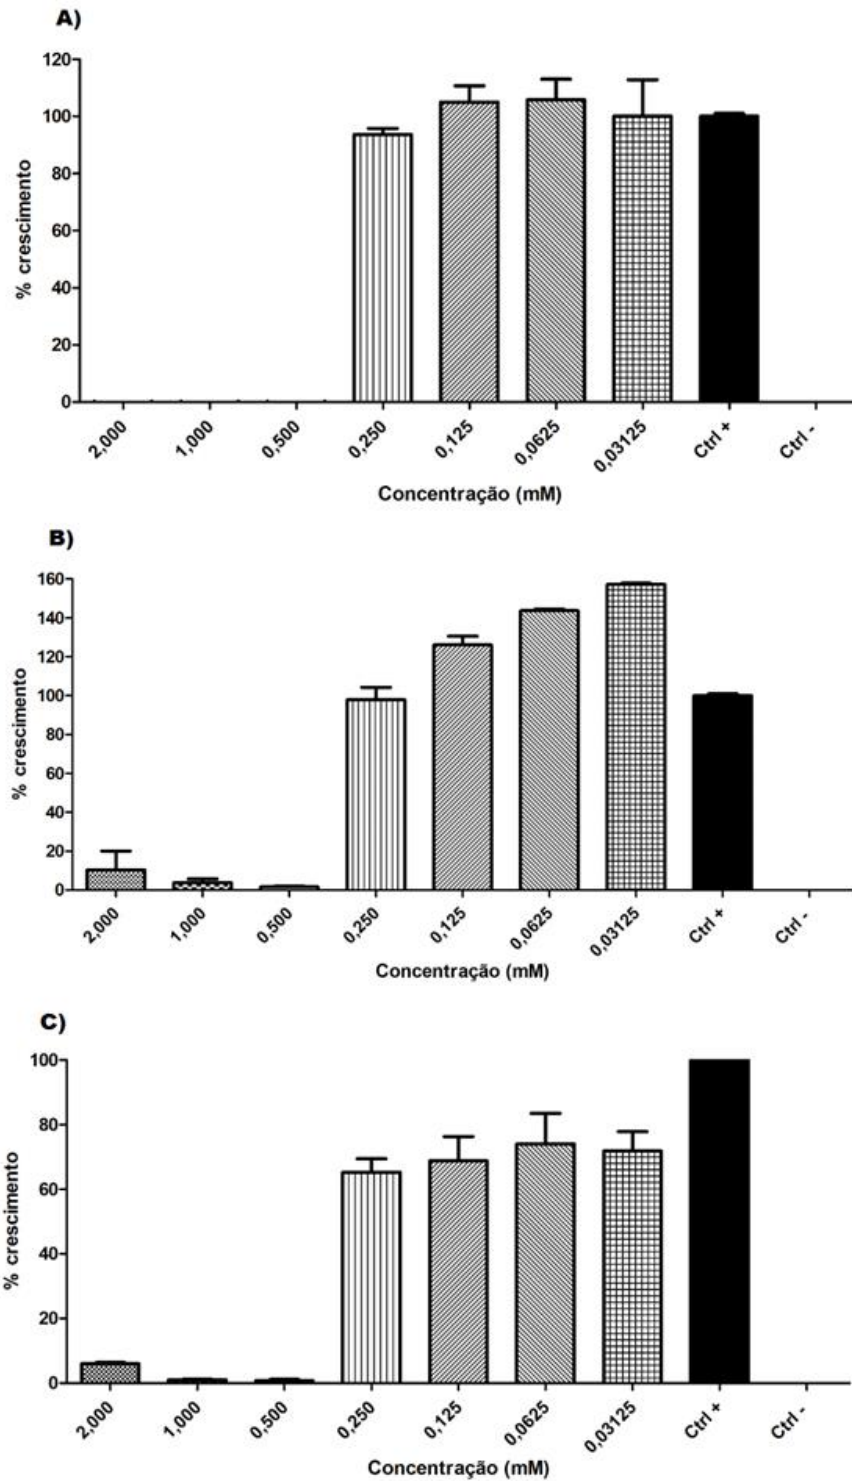 A)
% crescimento
120
100
80
60
40
20
0
2,000 1,000 0,500 0,250 0,125 0,0625 0,03125 Ctrl + Ctrl -
Concentração (mM)
B)
% crescimento
160
140
120
100
80
60
40
20
0
2,000 1,000 0,500 0,250 0,125 0,0625 0,03125 Ctrl + Ctrl -
Concentração (mM)
C)
% crescimento
100
80
60
40
20
0
2,000 1,000 0,500 0,250 0,125 0,0625 0,03125 Ctrl + Ctrl -
Concentração (mM)